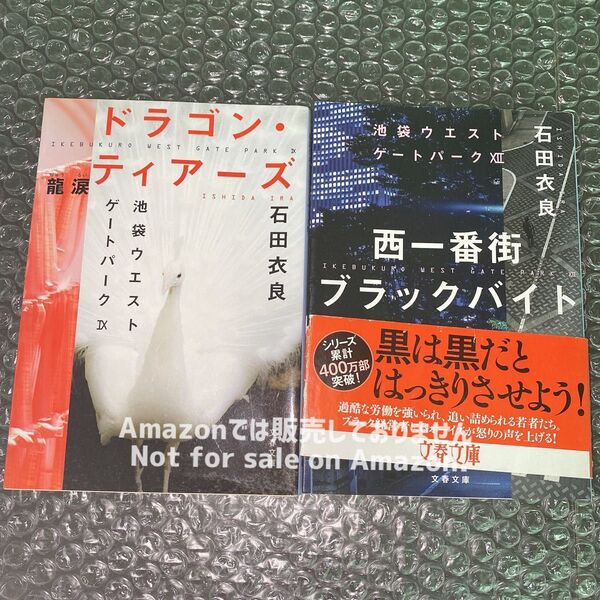 ドラゴン・
IKEBUKURO WEST GATE PARK IX
ティアーズ
龍涙
ISHIDA IRA
石田衣良
池袋ウエスト
ゲートパークⅨ
池袋ウエスト
ゲートパークⅩⅢ
石田衣良
西一番街
IKEBUKURO WEST GATE PARK XIII
ブラックバイト
シリーズ
累計
400万部
突破!
黒は黒だと
はっきりさせよう!
過酷な労働を強いられ、追い詰められる若者たち。
が怒りの声を上げる!
文春文庫
文春文庫
Amazonでは販売しておりません
Not for sale on Amazon.